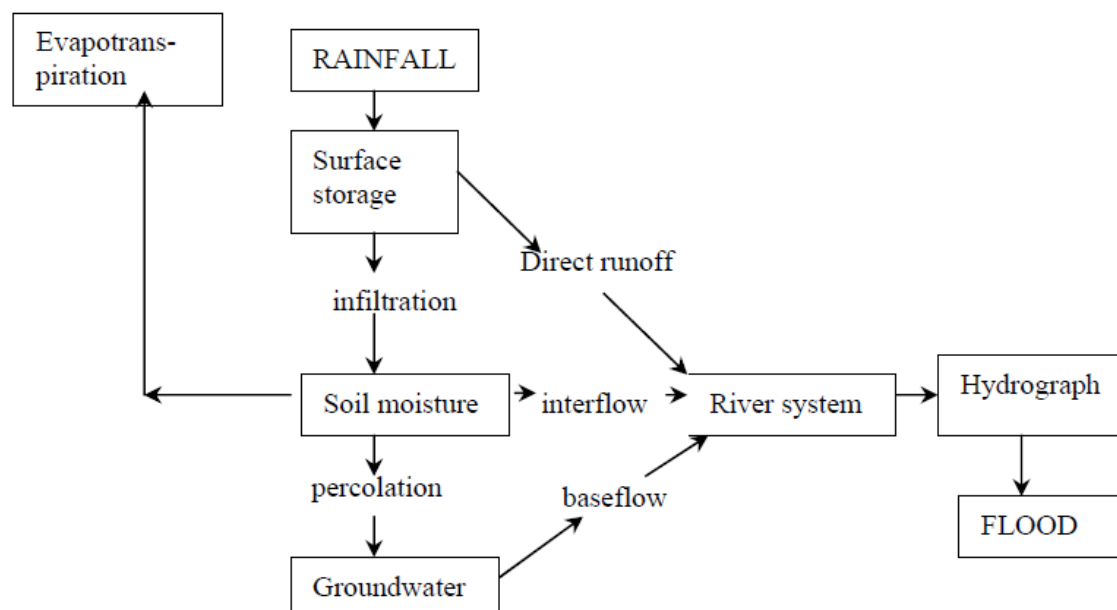 Evapotrans-
piration
RAINFALL
Surface
storage
Direct runoff
infiltration
Soil moisture
interflow
River system
Hydrograph
percolation
baseflow
FLOOD
Groundwater